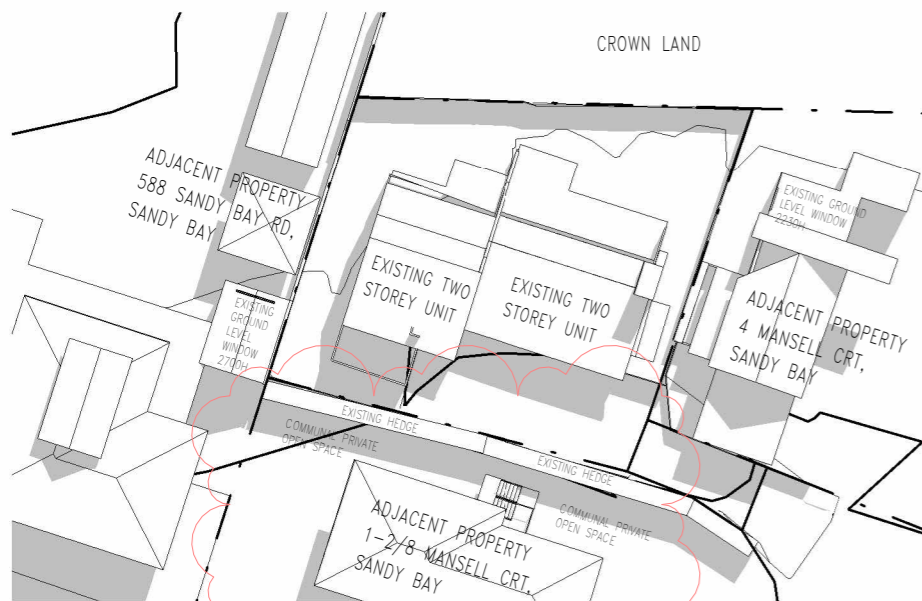 CROWN LAND
ADJACENT PROPERTY
588 SANDY BAY RD,
SANDY BAY
EXISTING GROUND
LEVEL WINDOW
2230H
EXISTING TWO
STOREY UNIT
EXISTING TWO
STOREY UNIT
ADJACENT PROPERTY
4 MANSELL CRT,
SANDY BAY
EXISTING
GROUND
LEVEL
WINDOW
2700H
EXISTING HEDGE
COMMUNAL PRIVATE
OPEN SPACE
EXISTING HEDGE
COMMUNAL PRIVATE
OPEN SPACE
ADJACENT PROPERTY
1-2/8 MANSELL CRT,
SANDY BAY